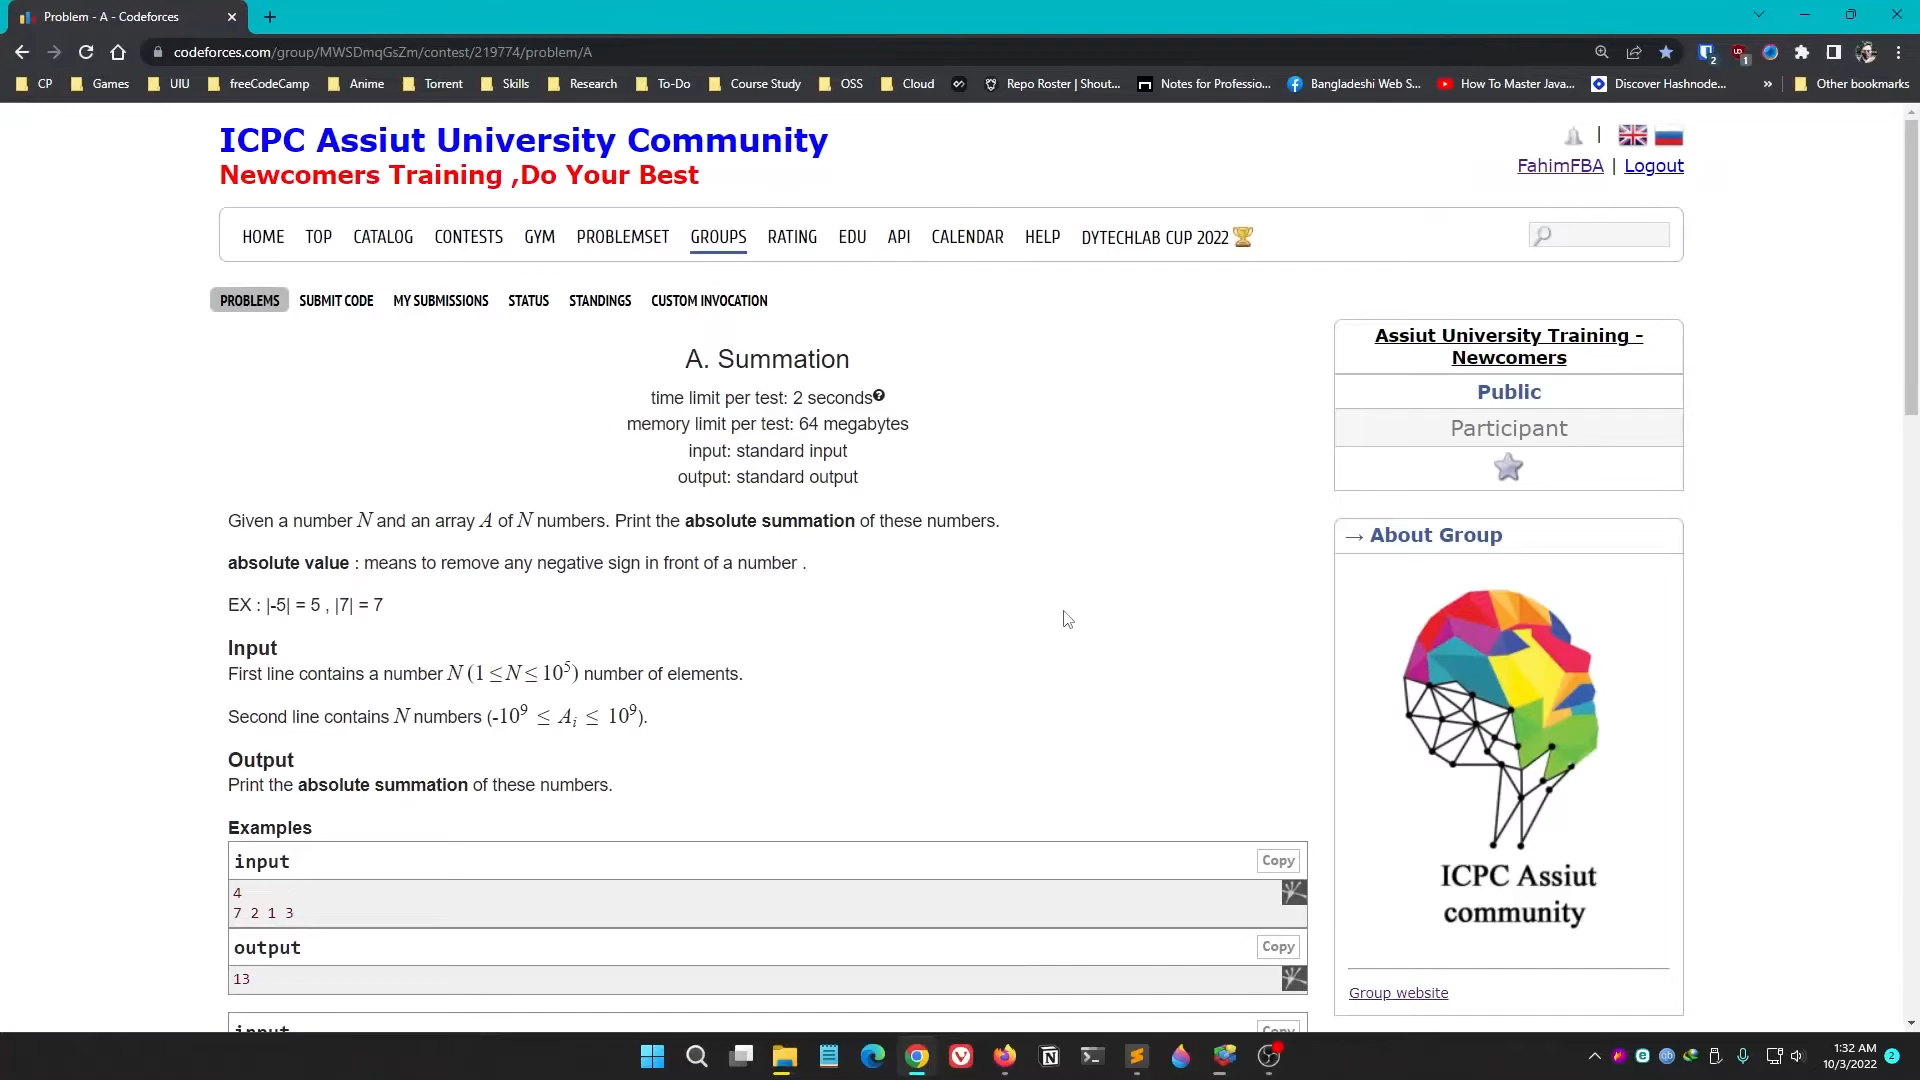 Problem - A - Codeforces
codeforces.com/group/MWSDmqGsZm/contest/219774/problem/A
CP Games UIU freeCodeCamp Anime Torrent Skills Research To-Do Course Study OSS Cloud Repo Roster | Shout... Notes for Professio... Bangladeshi Web S... How To Master Java... Discover Hashnode... » Other bookmarks
ICPC Assiut University Community
Newcomers Training ,Do Your Best
FahimFBA | Logout
HOME TOP CATALOG CONTESTS GYM PROBLEMSET GROUPS RATING EDU API CALENDAR HELP DYTECHLAB CUP 2022
PROBLEMS SUBMIT CODE MY SUBMISSIONS STATUS STANDINGS CUSTOM INVOCATION
A. Summation
time limit per test: 2 seconds
memory limit per test: 64 megabytes
input: standard input
output: standard output
Given a number N and an array A of N numbers. Print the absolute summation of these numbers.
absolute value : means to remove any negative sign in front of a number .
EX : |-5| = 5 , |7| = 7
Input
First line contains a number N (1 ≤ N ≤ 10⁵) number of elements.
Second line contains N numbers (-10⁹ ≤ Aᵢ ≤ 10⁹).
Output
Print the absolute summation of these numbers.
Examples
input Copy
4
7 2 1 3
output Copy
13
input Copy
Assiut University Training -
Newcomers
Public
Participant
→ About Group
ICPC Assiut
community
Group website
1:32 AM
10/3/2022
2